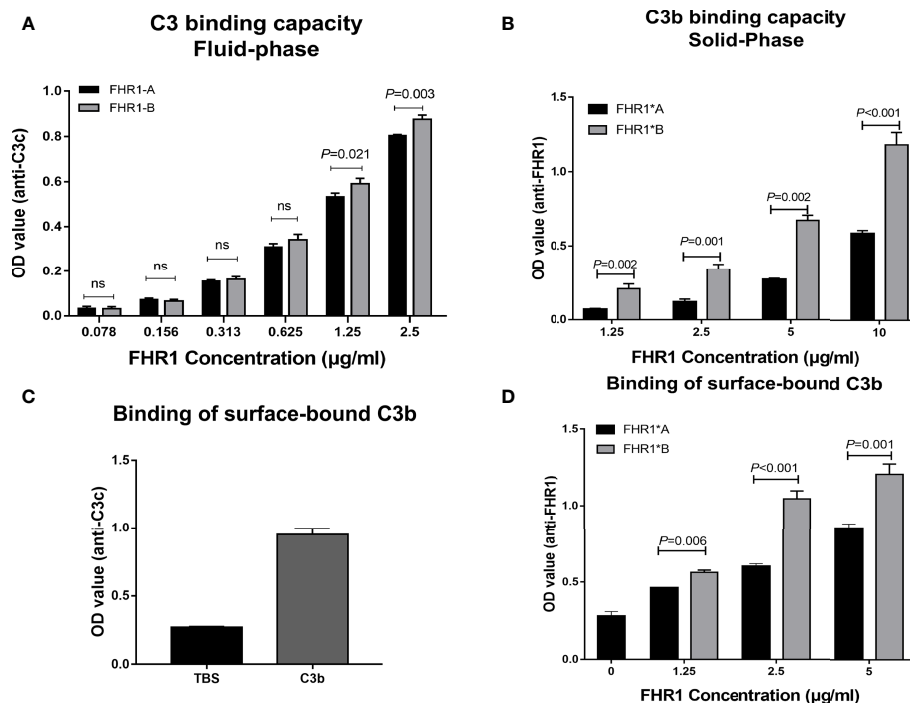 A
C3 binding capacity
Fluid-phase
FHR1-A
FHR1-B
OD value (anti-C3c)
1.0
0.8
0.6
0.4
0.2
0.0
ns
ns
ns
ns
P=0.021
P=0.003
0.078
0.156
0.313
0.625
1.25
2.5
FHR1 Concentration (µg/ml)
B
C3b binding capacity
Solid-Phase
FHR1*A
FHR1*B
OD value (anti-FHR1)
1.5
1.0
0.5
0.0
P=0.002
P=0.001
P=0.002
P<0.001
1.25
2.5
5
10
FHR1 Concentration (µg/ml)
C
Binding of surface-bound C3b
OD value (anti-C3c)
1.5
1.0
0.5
0.0
TBS
C3b
D
Binding of surface-bound C3b
FHR1*A
FHR1*B
OD value (anti-FHR1)
1.5
1.0
0.5
0.0
P=0.006
P<0.001
P=0.001
0
1.25
2.5
5
FHR1 Concentration (µg/ml)